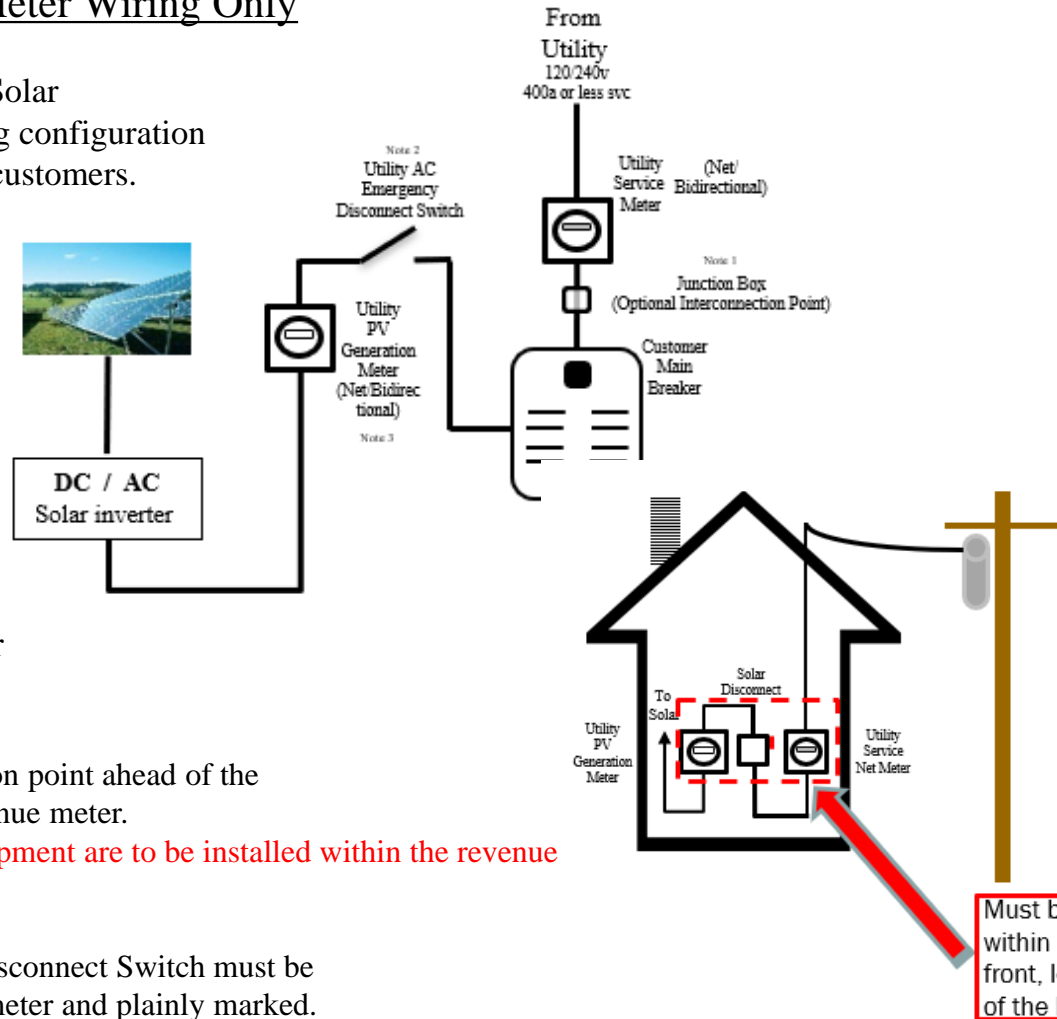 Meter Wiring Only
Solar
g configuration
customers.
From
Utility
120/240v
400a or less svc
Note 2
Utility AC
Emergency
Disconnect Switch
Utility
Service
Meter
(Net/
Bidirectional)
Note 1
Junction Box
(Optional Interconnection Point)
Utility
PV
Generation
Meter
(Net/Bidirec
tional)
Note 3
Customer
Main
Breaker
DC / AC
Solar inverter
r
on point ahead of the
nue meter.
pment are to be installed within the revenue
sconnect Switch must be
meter and plainly marked.
Solar
Disconnect
To
Solar
Utility
PV
Generation
Meter
Utility
Service
Net Meter
Must b
within
front, l
of the